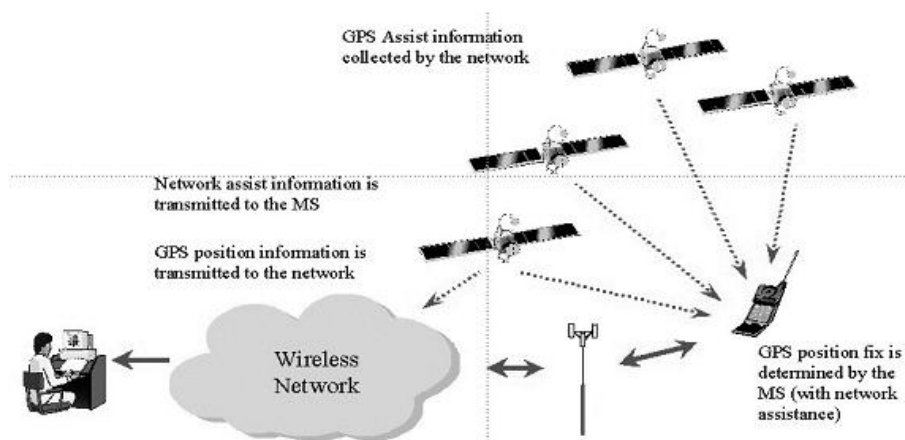 GPS Assist information
collected by the network
Network assist information is
transmitted to the MS
GPS position information is
transmitted to the network
Wireless
Network
GPS position fix is
determined by the
MS (with network
assistance)